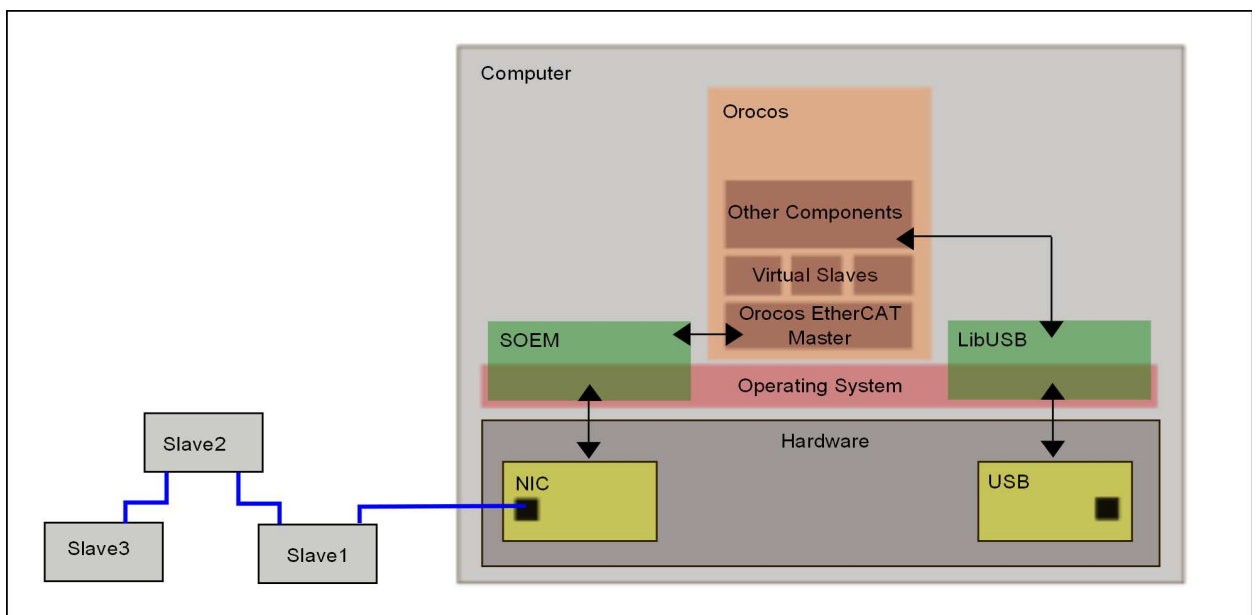 Computer
Orocos
Other Components
Virtual Slaves
Orocos EtherCAT
Master
SOEM
LibUSB
Operating System
Hardware
NIC
USB
Slave2
Slave3
Slave1